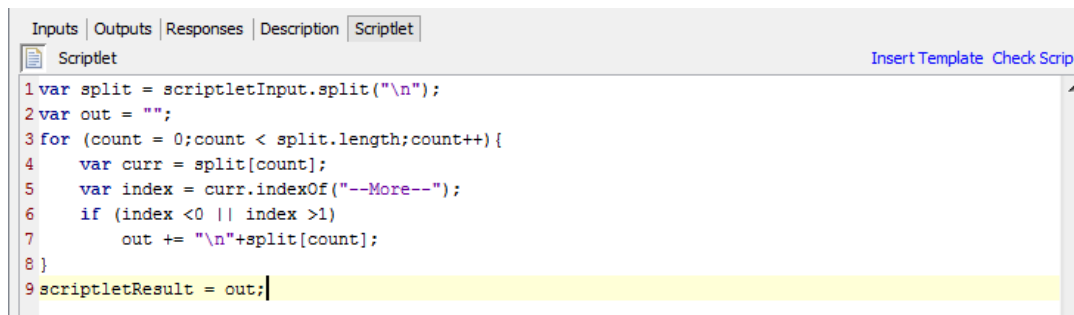 Inputs Outputs Responses Description Scriptlet
Scriptlet Insert Template Check Scrip
1 var split = scriptletInput.split("\n");
2 var out = "";
3 for (count = 0;count < split.length;count++){
4     var curr = split[count];
5     var index = curr.indexOf("--More--");
6     if (index <0 || index >1)
7         out += "\n"+split[count];
8 }
9 scriptletResult = out;